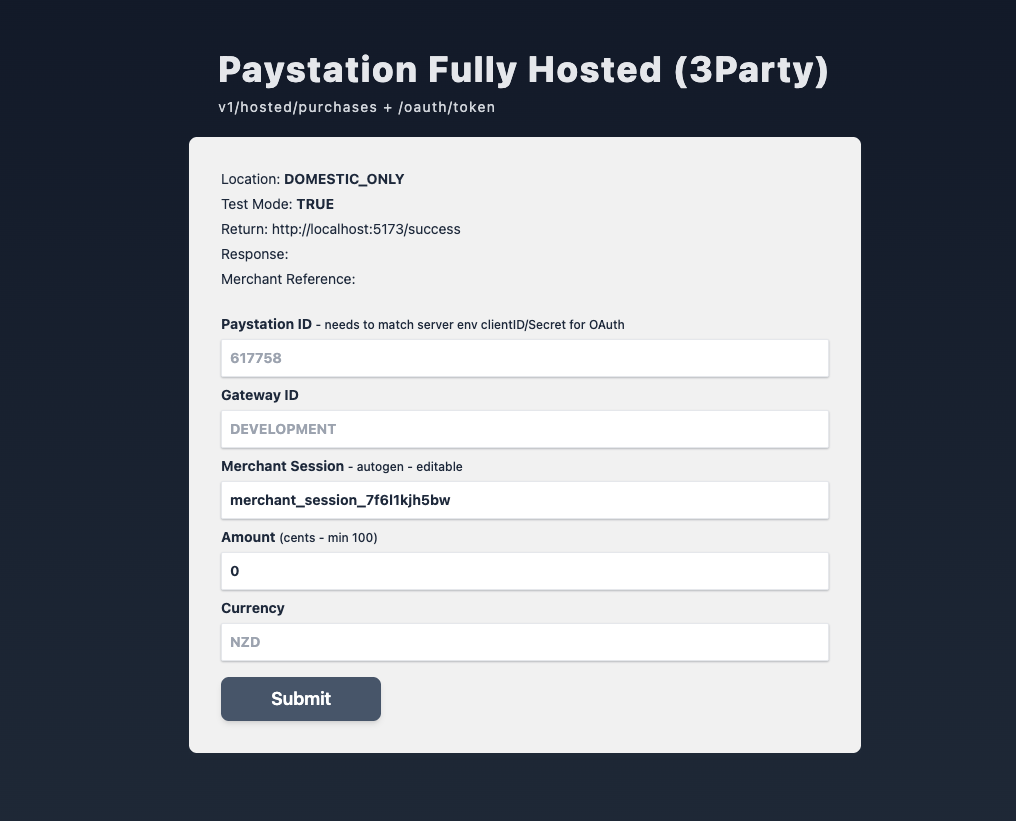 Paystation Fully Hosted (3Party)
v1/hosted/purchases + /oauth/token
Location: DOMESTIC_ONLY
Test Mode: TRUE
Return: http://localhost:5173/success
Response:
Merchant Reference:
Paystation ID - needs to match server env clientID/Secret for OAuth
617758
Gateway ID
DEVELOPMENT
Merchant Session - autogen - editable
merchant_session_7f6l1kjh5bw
Amount (cents - min 100)
0
Currency
NZD
Submit